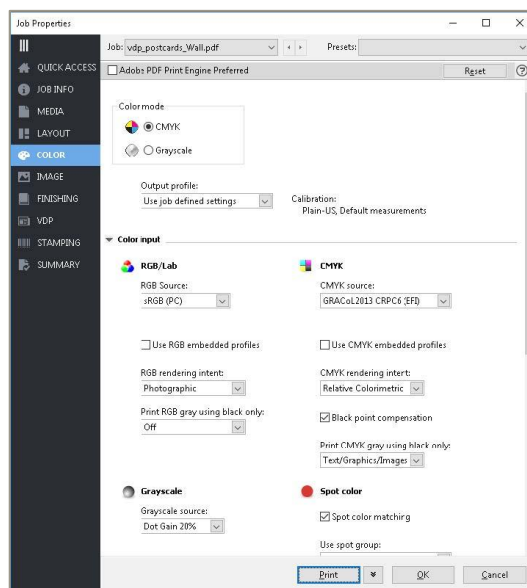 Job Properties
Job: vdp_postcards_Wall.pdf Presets:
QUICK ACCESS
JOB INFO
MEDIA
LAYOUT
COLOR
IMAGE
FINISHING
VDP
STAMPING
SUMMARY
Adobe PDF Print Engine Preferred Reset ?
Color mode
CMYK
Grayscale
Output profile:
Use job defined settings
Calibration:
Plain-US, Default measurements
Color input
RGB/Lab
RGB Source:
sRGB (PC)
Use RGB embedded profiles
RGB rendering intent:
Photographic
Print RGB gray using black only:
Off
CMYK
CMYK source:
GRACoL2013 CRPC6 (EFI)
Use CMYK embedded profiles
CMYK rendering intent:
Relative Colorimetric
Black point compensation
Print CMYK gray using black only:
Text/Graphics/Images
Grayscale
Grayscale source:
Dot Gain 20%
Spot color
Spot color matching
Use spot group:
Print OK Cancel